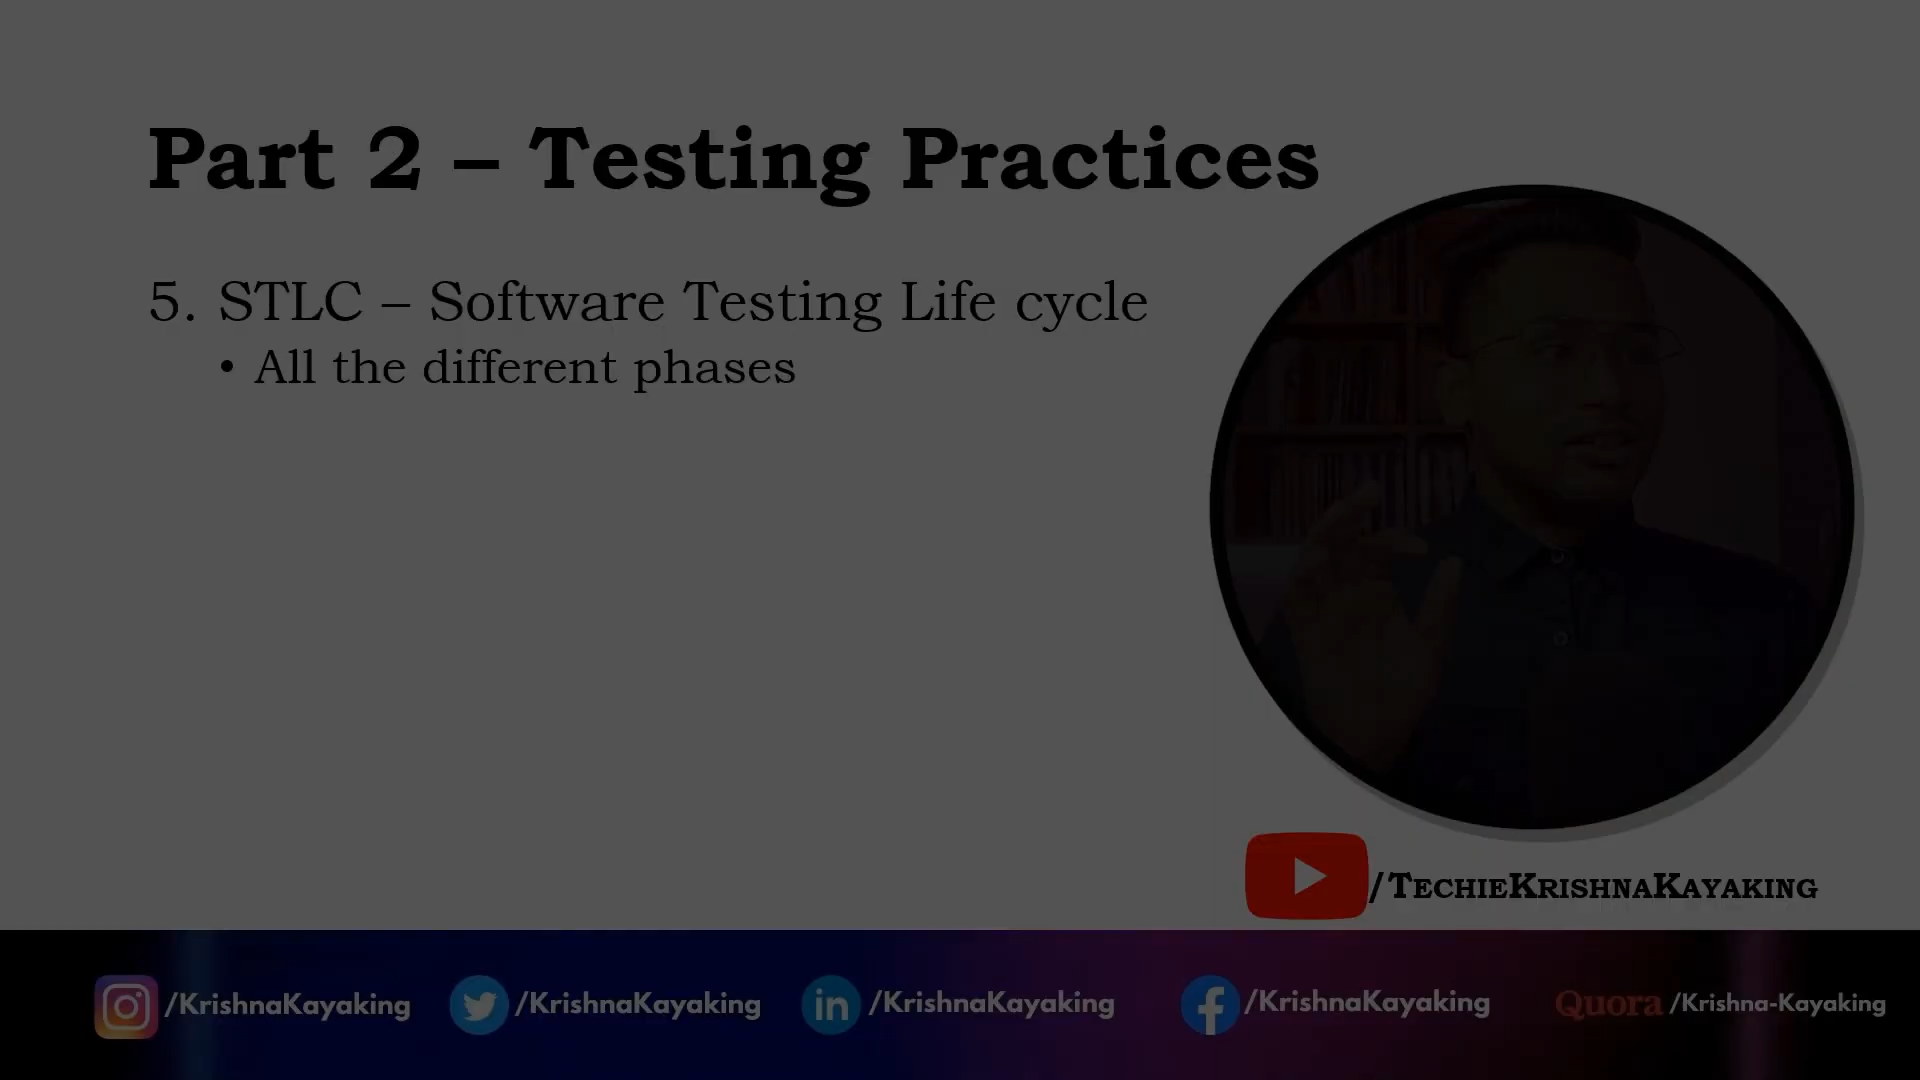 Part 2 – Testing Practices
5. STLC – Software Testing Life cycle
• All the different phases
/TECHIEKRISHNAKAYAKING
/KrishnaKayaking
/KrishnaKayaking
in /KrishnaKayaking
/KrishnaKayaking
Quora /Krishna-Kayaking